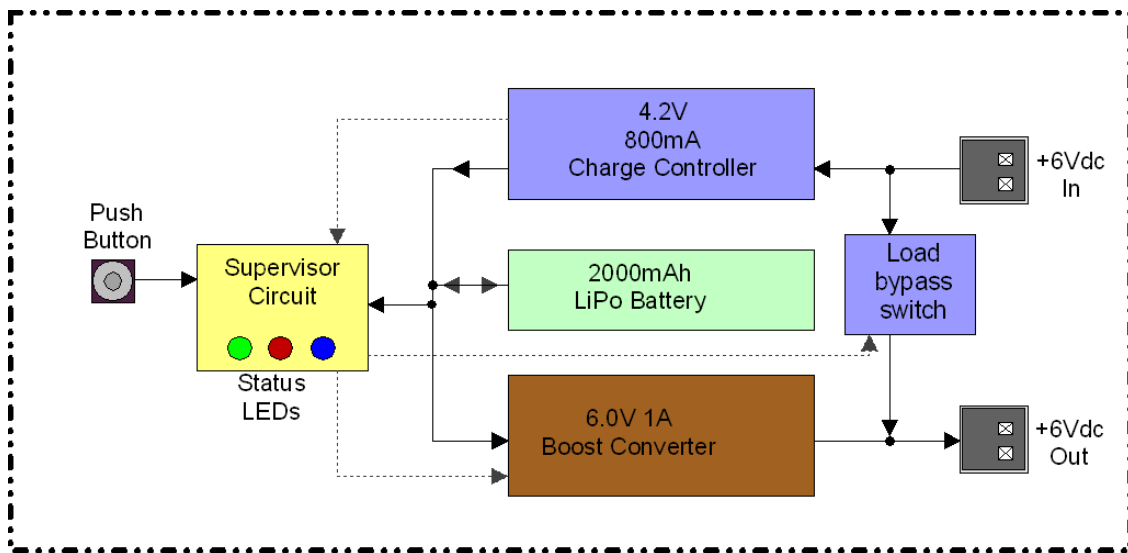 4.2V
800mA
Charge Controller
+6Vdc
In
Push
Button
Supervisor
Circuit
2000mAh
LiPo Battery
Load
bypass
switch
Status
LEDs
6.0V 1A
Boost Converter
+6Vdc
Out